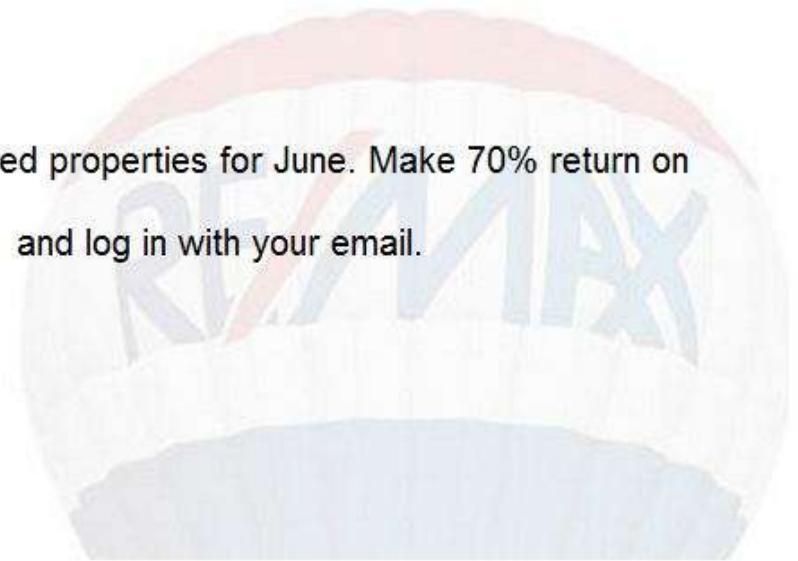 ed properties for June. Make 70% return on
and log in with your email.
RE/MAX